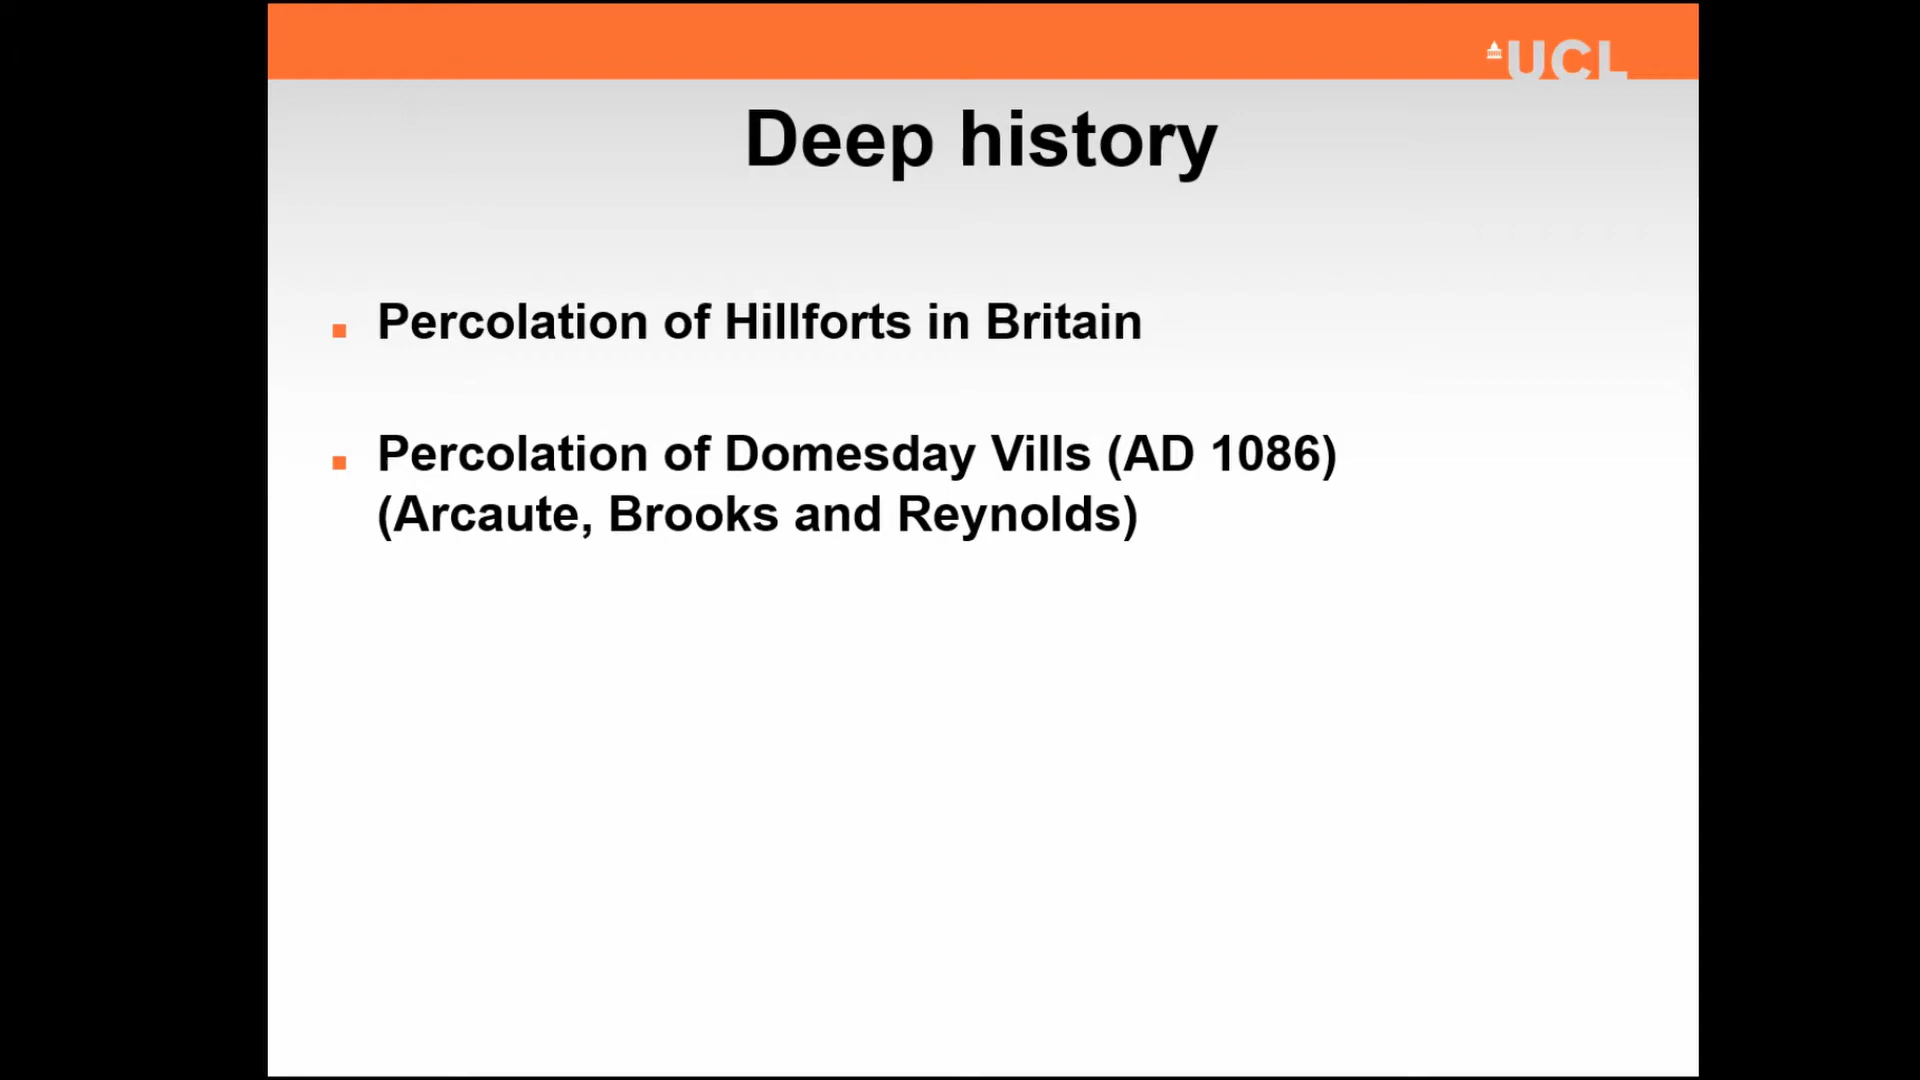 UCL
Deep history
Percolation of Hillforts in Britain
Percolation of Domesday Vills (AD 1086)
(Arcaute, Brooks and Reynolds)